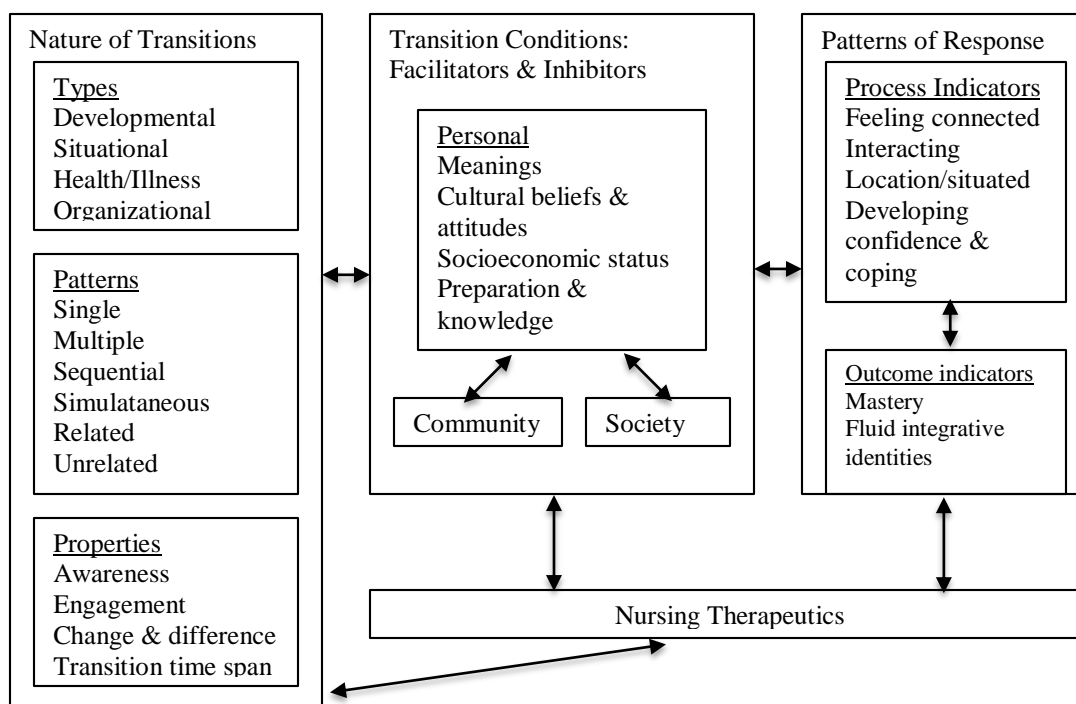 Nature of Transitions
Types
Developmental
Situational
Health/Illness
Organizational
Patterns
Single
Multiple
Sequential
Simulataneous
Related
Unrelated
Properties
Awareness
Engagement
Change & difference
Transition time span
Transition Conditions:
Facilitators & Inhibitors
Personal
Meanings
Cultural beliefs &
attitudes
Socioeconomic status
Preparation &
knowledge
Community
Society
Patterns of Response
Process Indicators
Feeling connected
Interacting
Location/situated
Developing
confidence &
coping
Outcome indicators
Mastery
Fluid integrative
identities
Nursing Therapeutics